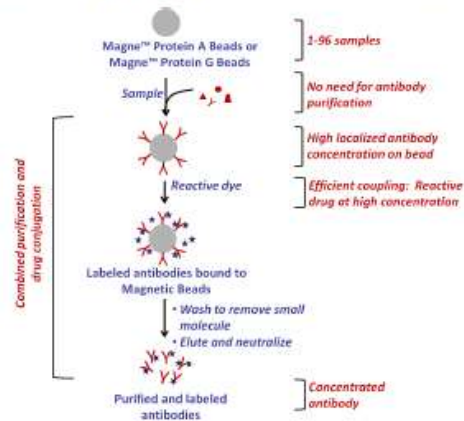 Magne™ Protein A Beads or
Magne™ Protein G Beads
1-96 samples
Sample
No need for antibody
purification
High localized antibody
concentration on bead
Reactive dye
Efficient coupling: Reactive
drug at high concentration
Combined purification and
drug conjugation
Labeled antibodies bound to
Magnetic Beads
• Wash to remove small
molecule
• Elute and neutralize
Purified and labeled
antibodies
Concentrated
antibody